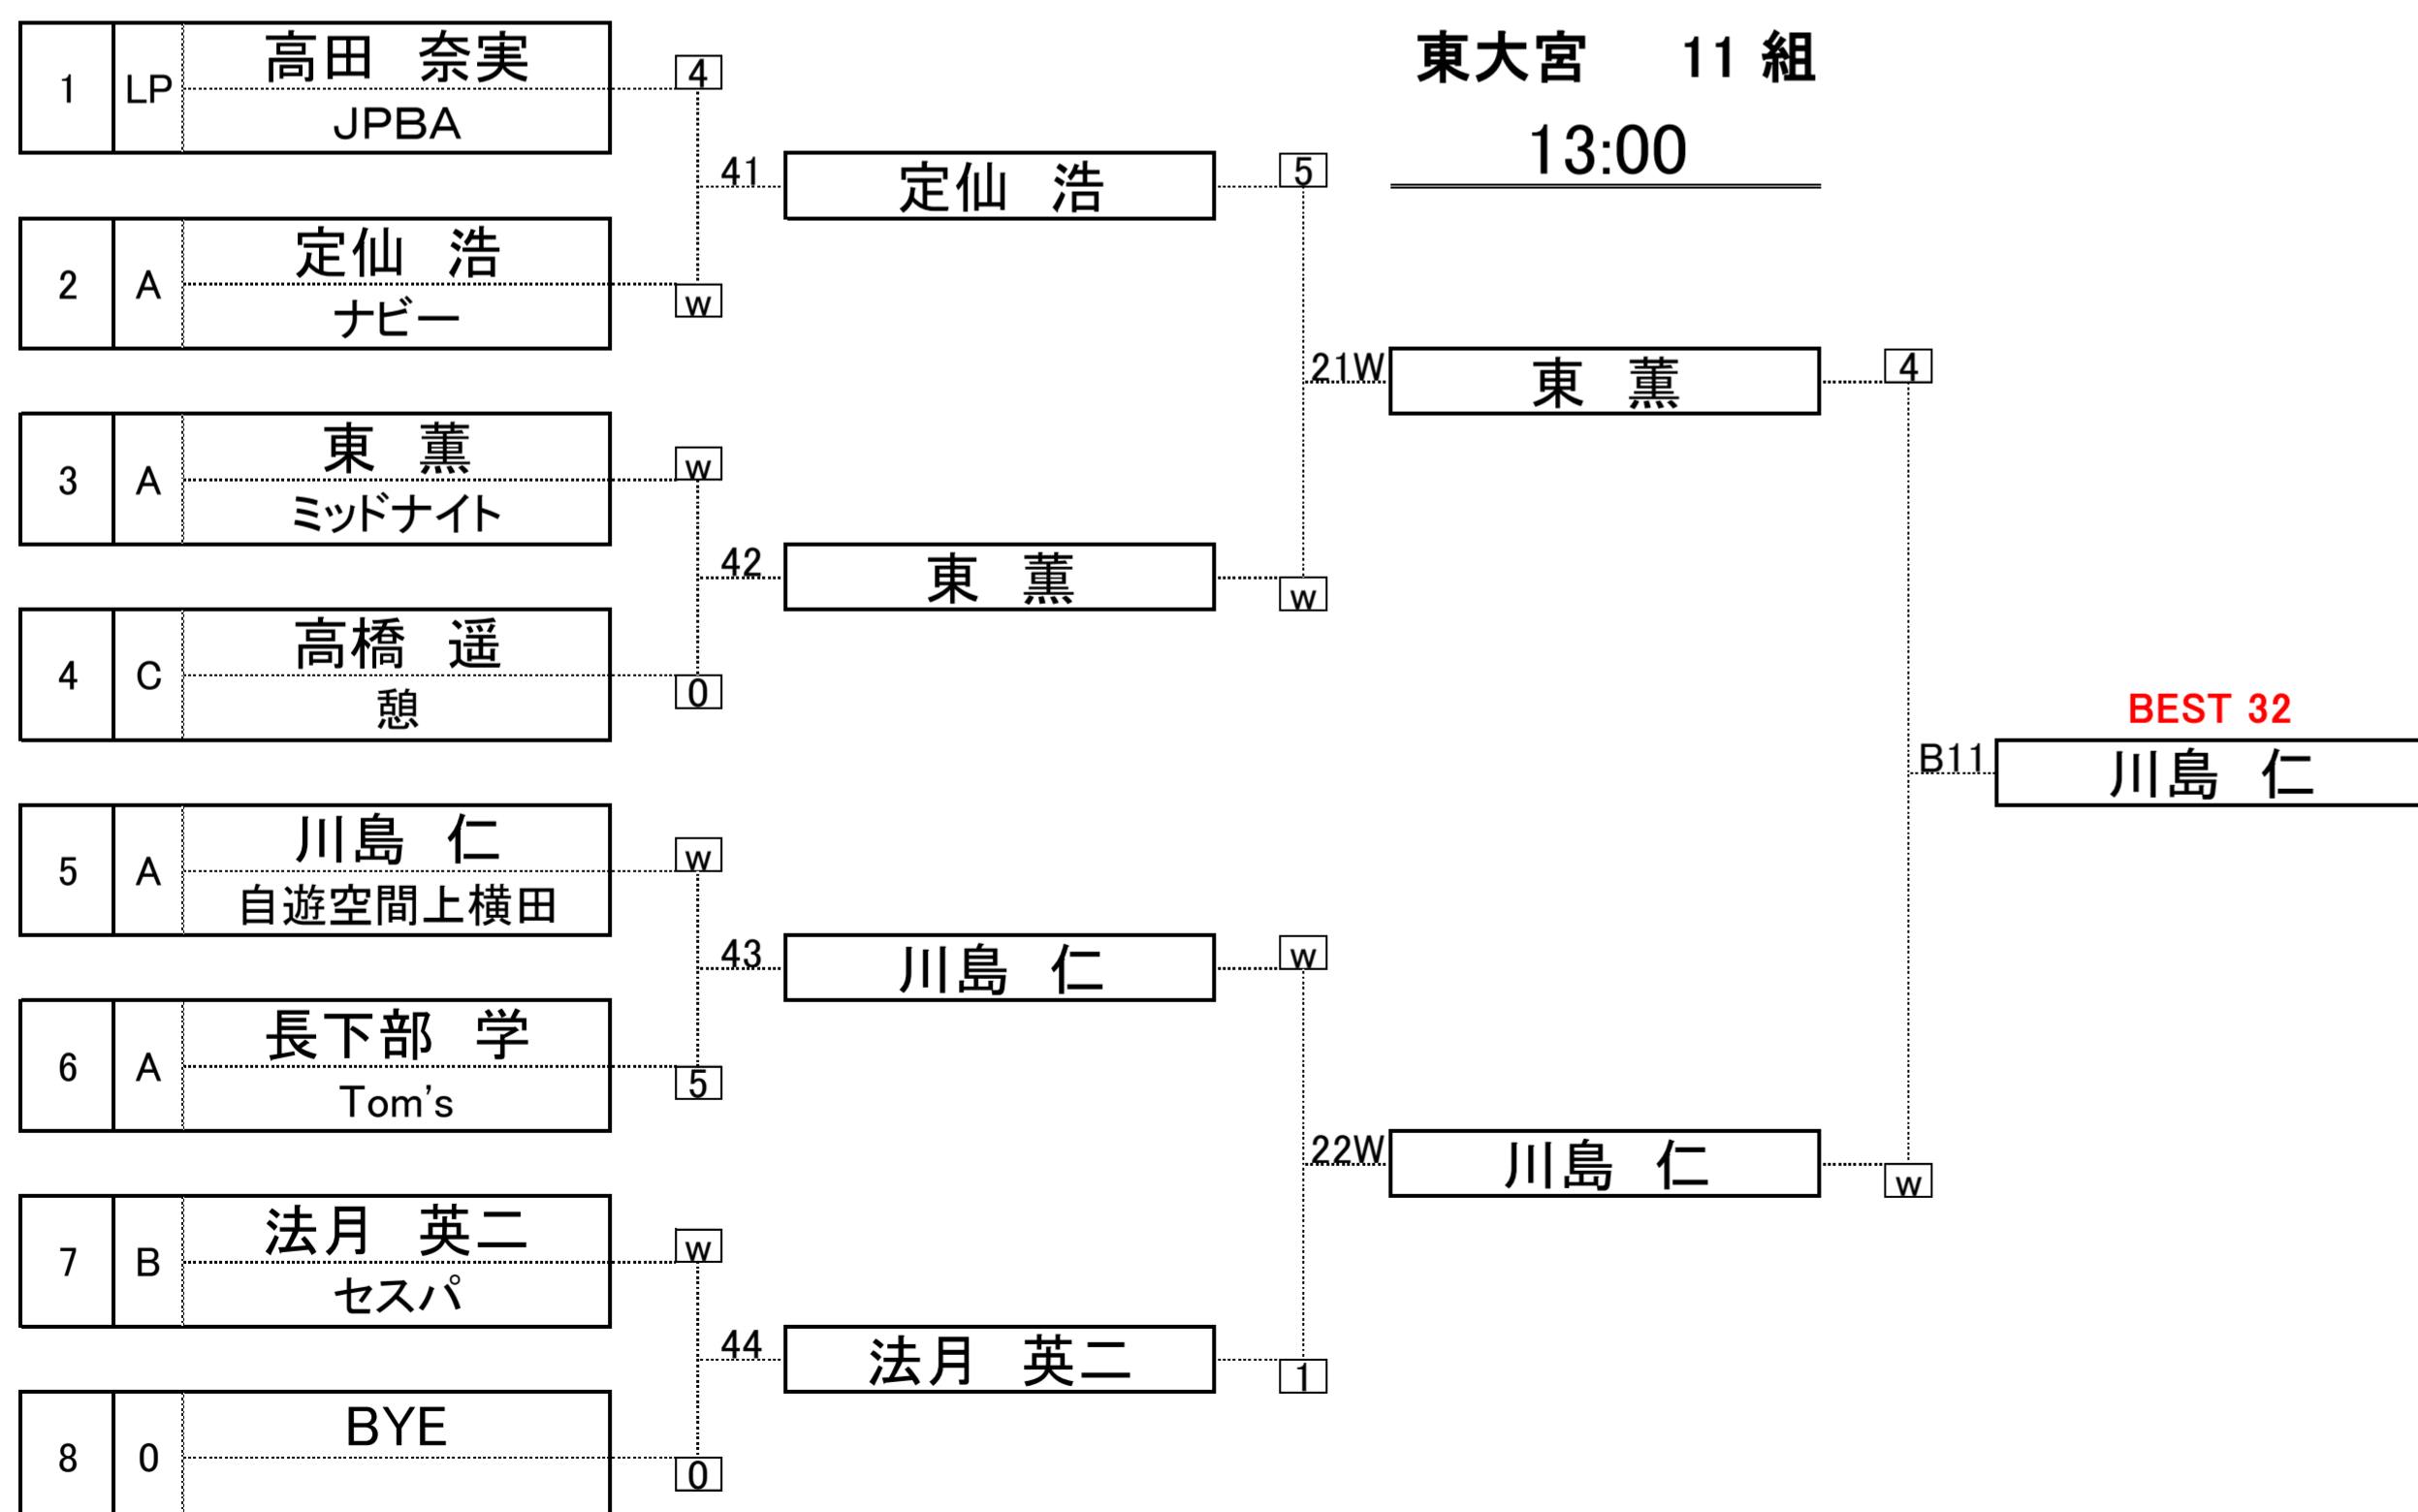 東大宮 11 組
13:00
1 LP 高田 奈実 4
JPBA
41 定仙 浩 5
2 A 定仙 浩 w
ナビー
21W 東 薫 4
3 A 東 薫 w
ミッドナイト
42 東 薫 w
4 C 高橋 遥 0
憩
BEST 32
B11 川島 仁
5 A 川島 仁 w
自遊空間上横田
43 川島 仁 w
6 A 長下部 学 5
Tom's
22W 川島 仁 w
7 B 法月 英二 w
セスパ
44 法月 英二 1
8 0 BYE 0